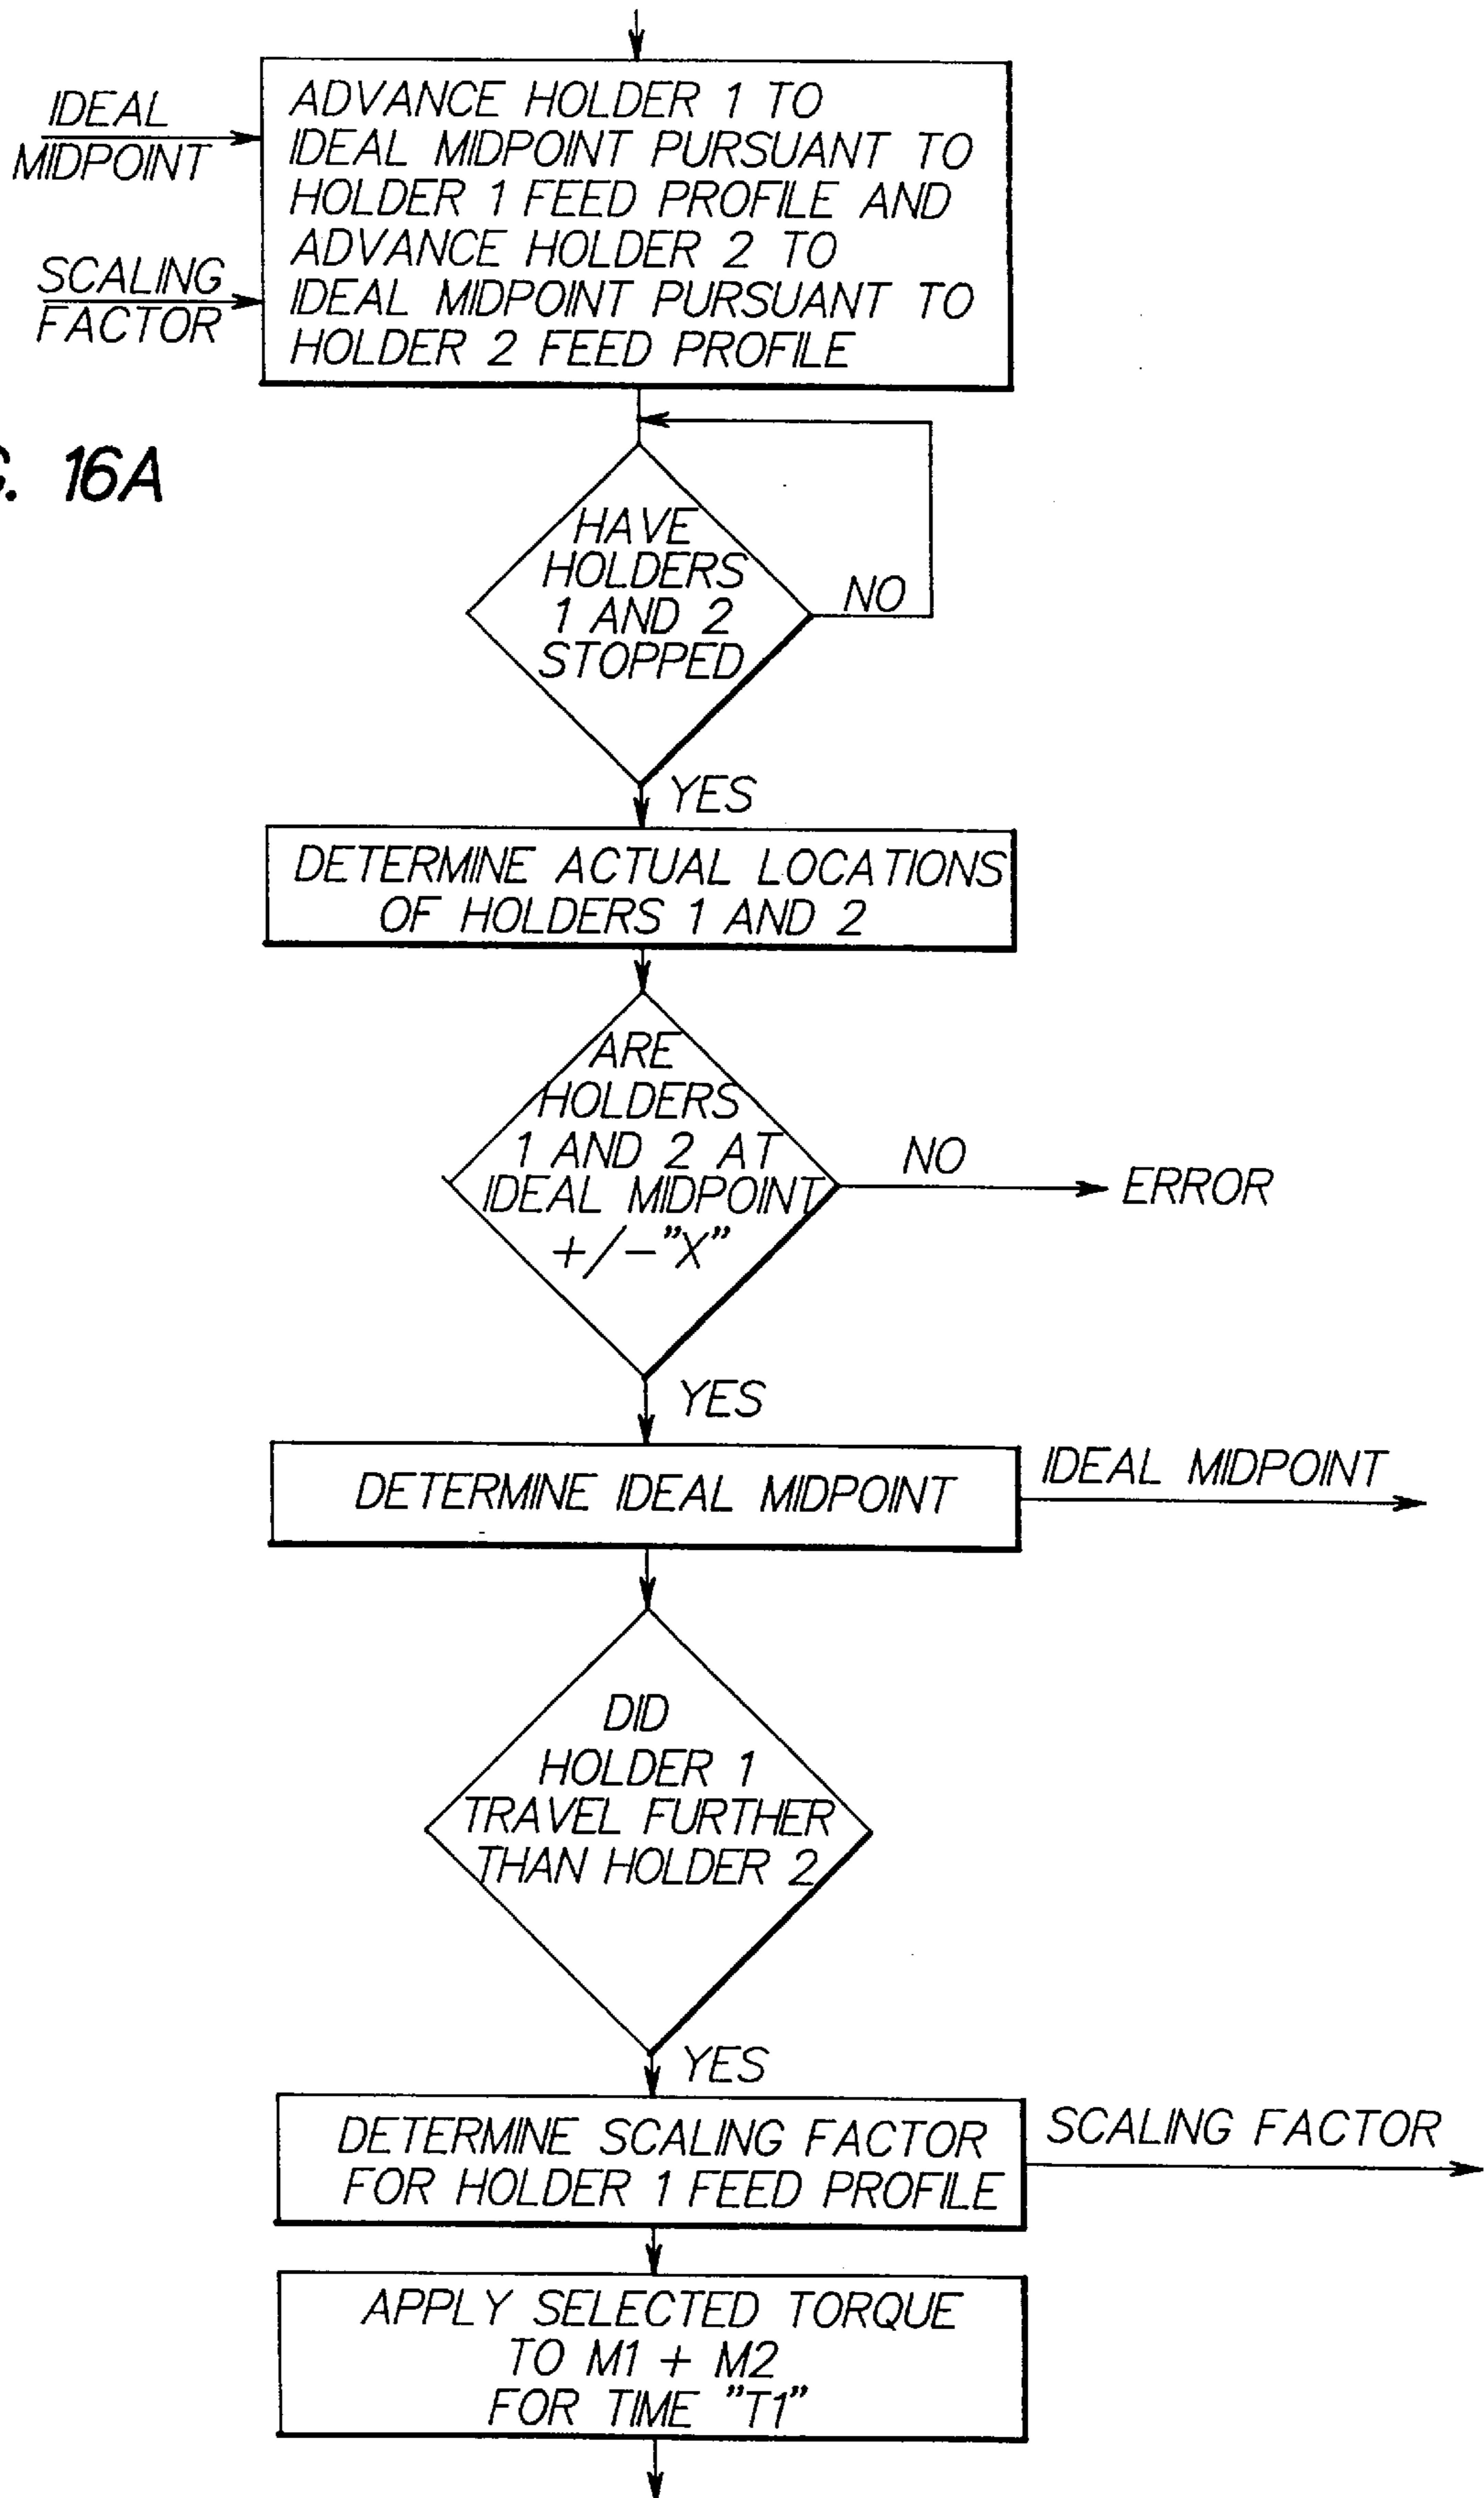 IDEAL
MIDPOINT
SCALING
FACTOR
ADVANCE HOLDER 1 TO
IDEAL MIDPOINT PURSUANT TO
HOLDER 1 FEED PROFILE AND
ADVANCE HOLDER 2 TO
IDEAL MIDPOINT PURSUANT TO
HOLDER 2 FEED PROFILE
G. 16A
HAVE
HOLDERS
1 AND 2
STOPPED
NO
YES
DETERMINE ACTUAL LOCATIONS
OF HOLDERS 1 AND 2
ARE
HOLDERS
1 AND 2 AT
IDEAL MIDPOINT
+/-"X"
NO
ERROR
YES
DETERMINE IDEAL MIDPOINT
IDEAL MIDPOINT
DID
HOLDER 1
TRAVEL FURTHER
THAN HOLDER 2
YES
DETERMINE SCALING FACTOR
FOR HOLDER 1 FEED PROFILE
SCALING FACTOR
APPLY SELECTED TORQUE
TO M1 + M2
FOR TIME "T1"